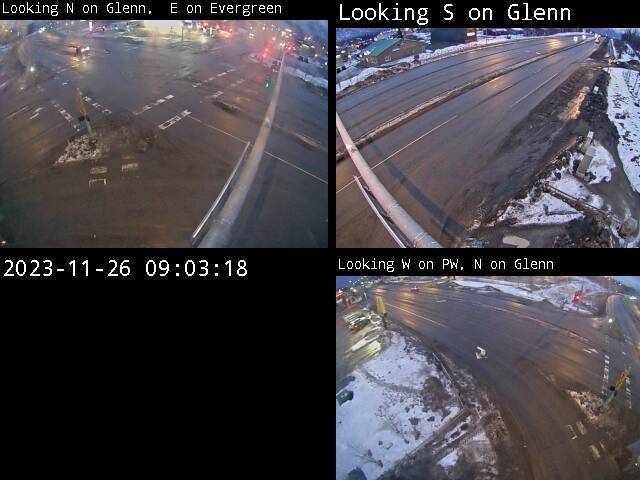 Looking N on Glenn,  E on Evergreen
Looking S on Glenn
2023-11-26 09:03:18
Looking W on PW, N on Glenn